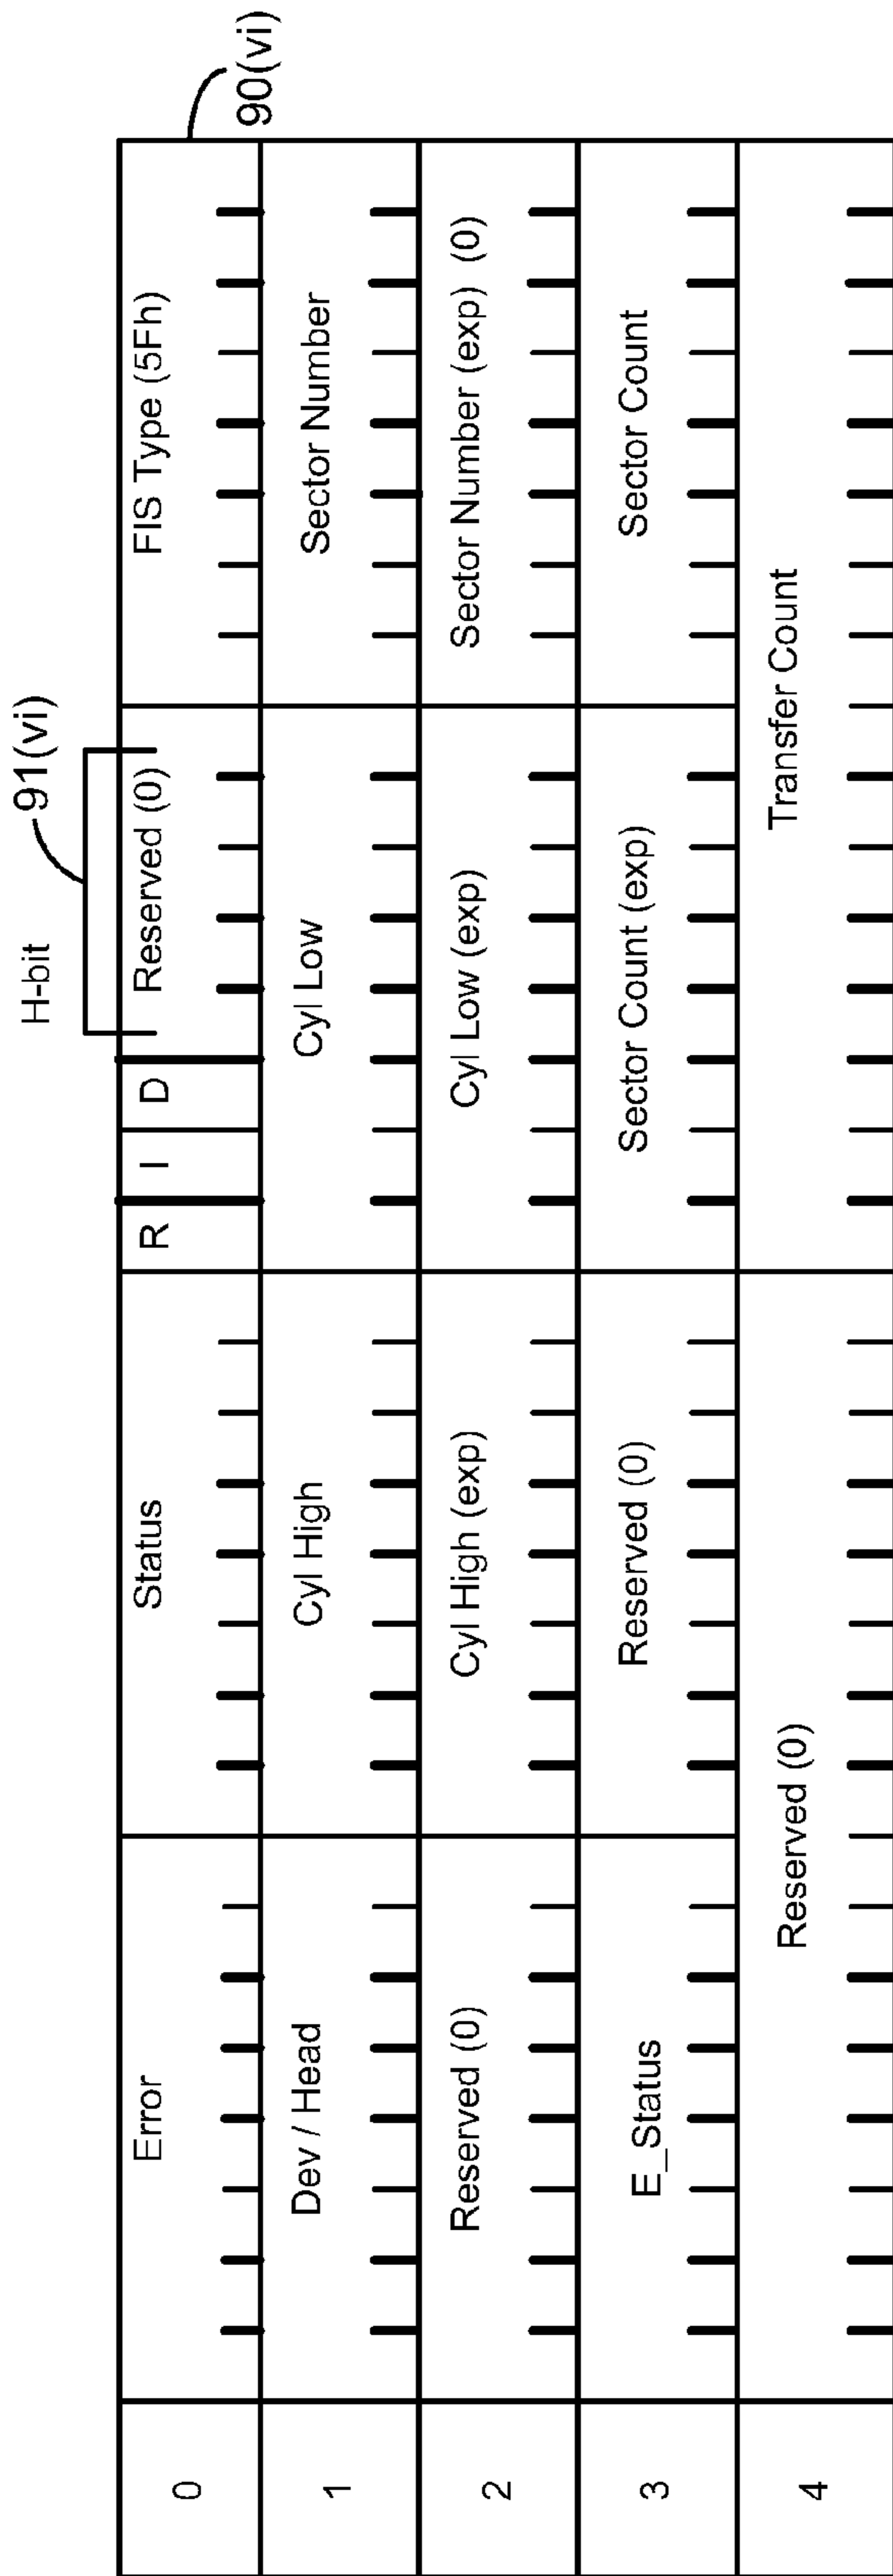 H-bit 91(vi)
90(vi)
0 Error Status R I D Reserved (0) FIS Type (5Fh)
1 Dev / Head Cyl High Cyl Low Sector Number
2 Reserved (0) Cyl High (exp) Cyl Low (exp) Sector Number (exp) (0)
3 E_Status Reserved (0) Sector Count (exp) Sector Count
4 Reserved (0) Transfer Count